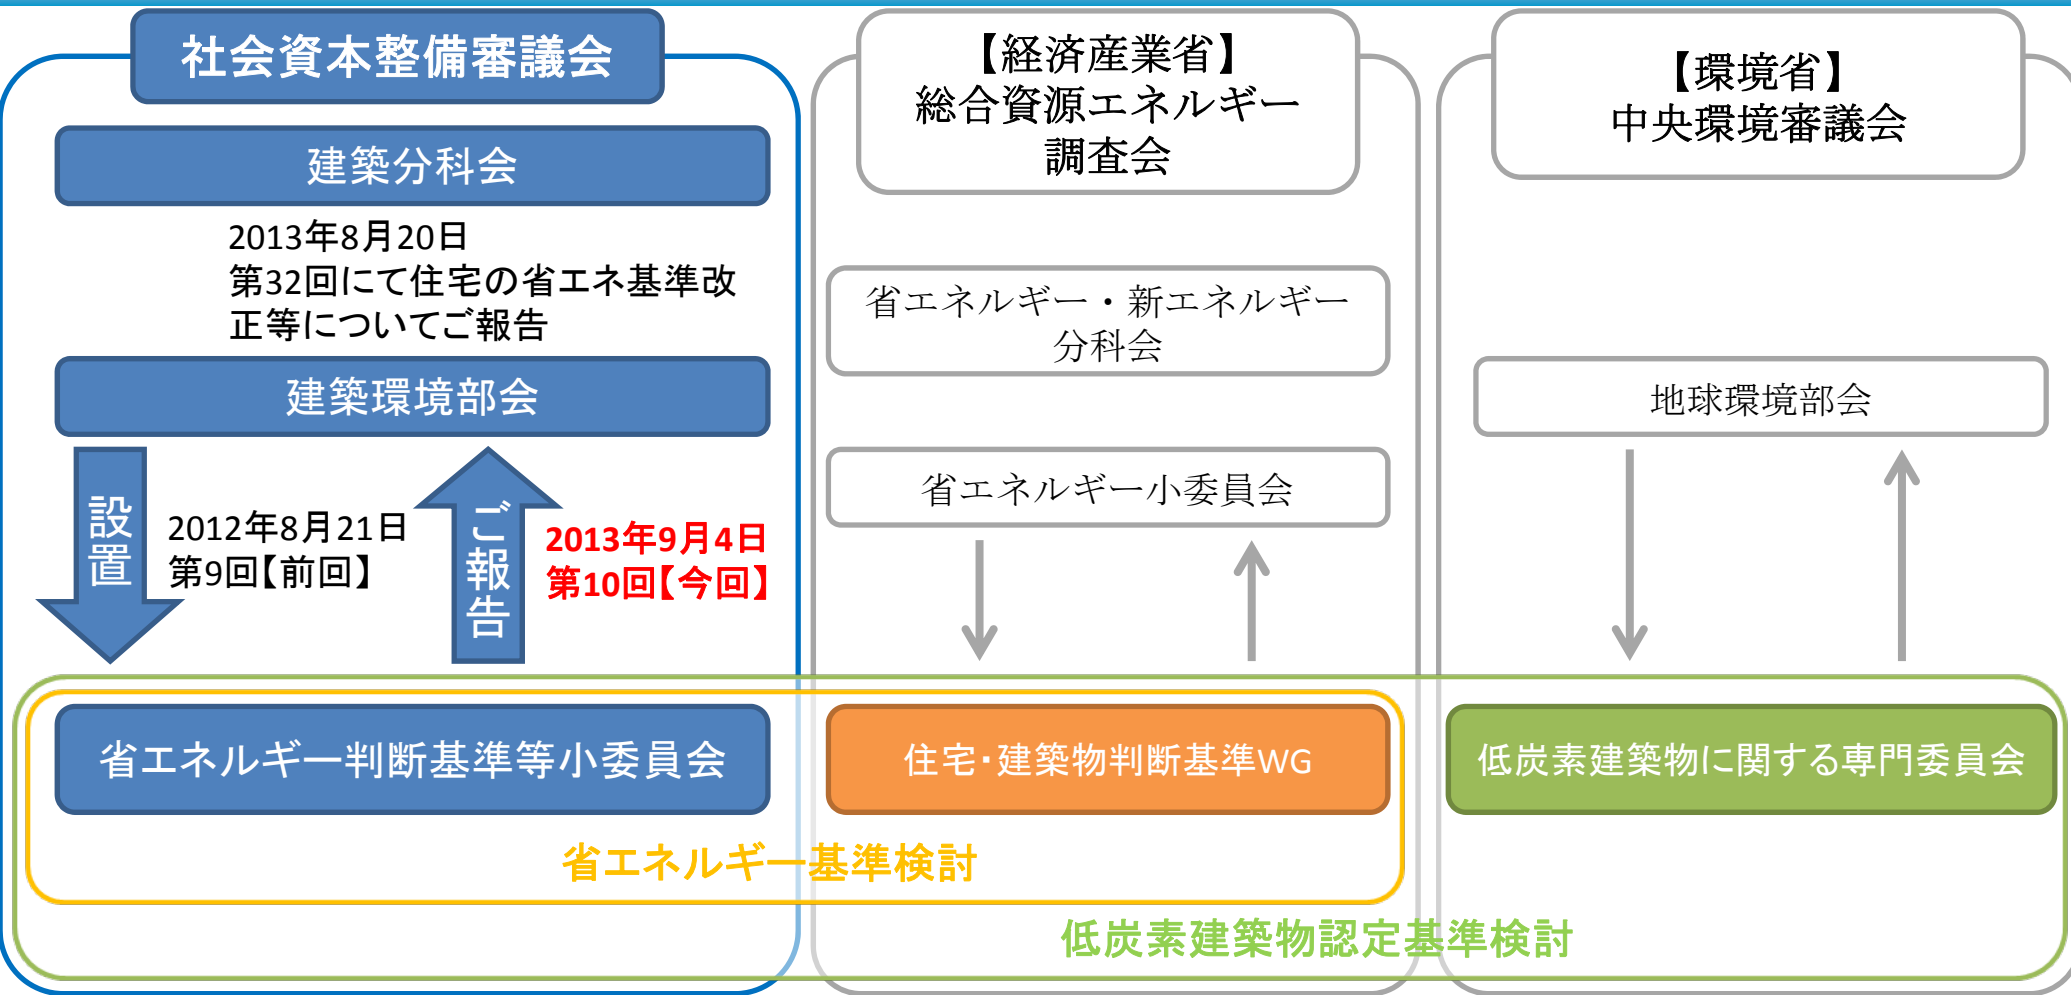 社会資本整備審議会
建築分科会
2013年8月20日
第32回にて住宅の省エネ基準改
正等についてご報告
建築環境部会
設置
2012年8月21日
第9回【前回】
ご報告
2013年9月4日
第10回【今回】
省エネルギー判断基準等小委員会
【経済産業省】
総合資源エネルギー
調査会
省エネルギー・新エネルギー
分科会
省エネルギー小委員会
住宅・建築物判断基準WG
【環境省】
中央環境審議会
地球環境部会
低炭素建築物に関する専門委員会
省エネルギー基準検討
低炭素建築物認定基準検討